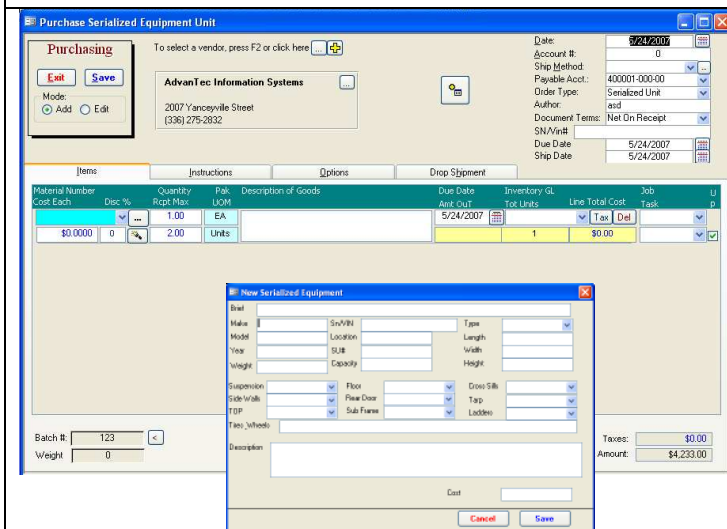 Purchase Serialized Equipment Unit
Purchasing
Exit Save
Mode:
Add Edit
To select a vendor, press F2 or click here ...
AdvanTec Information Systems ...
2007 Yanceyville Street
(336) 275-2832
Date: 5/24/2007
Account #: 0
Ship Method: ...
Payable Acct.: 400001-000-00
Order Type: Serialized Unit
Author: asd
Document Terms: Net On Receipt
SN/Vin#
Due Date 5/24/2007
Ship Date 5/24/2007
Items Instructions Options Drop Shipment
Material Number Quantity Pak Description of Goods Due Date Inventory GL Job U
Cost Each Disc % Rcpt Max UOM Amt OuT Tot Units Line Total Cost Task P
... 1.00 EA 5/24/2007 Tax Del
$0.0000 0 2.00 Units 1 $0.00
New Serialized Equipment
Brief
Make Sn/VIN Type
Model Location Length
Year SU# Width
Weight Capacity Height
Suspension Floor Cross Sills
Side Walls Rear Door Tarp
TOP Sub Frame Ladders
Tires_Wheels
Description
Cost
Cancel Save
Batch #: 123 <
Weight 0
Taxes: $0.00
Amount: $4,233.00